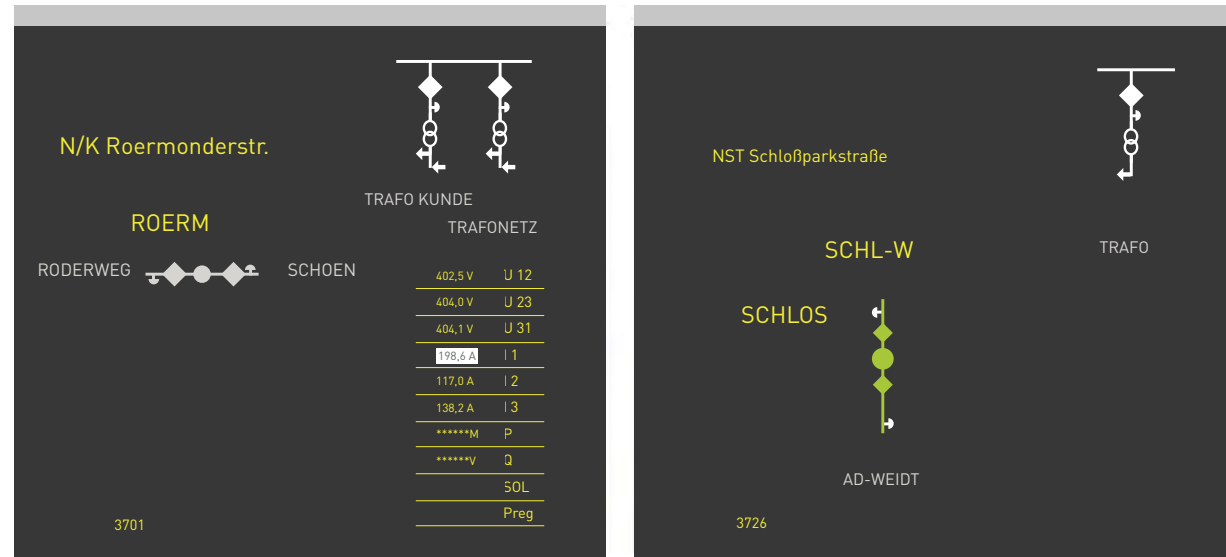 N/K Roermonderstr.
TRAFO KUNDE
TRAFONETZ
ROERM
RODERWEG
SCHOEN
402,5 V U 12
404,0 V U 23
404,1 V U 31
198,6 A I 1
117,0 A I 2
138,2 A I 3
******M P
******V Q
SOL
Preg
3701
NST Schloßparkstraße
SCHL-W
TRAFO
SCHLOS
AD-WEIDT
3726